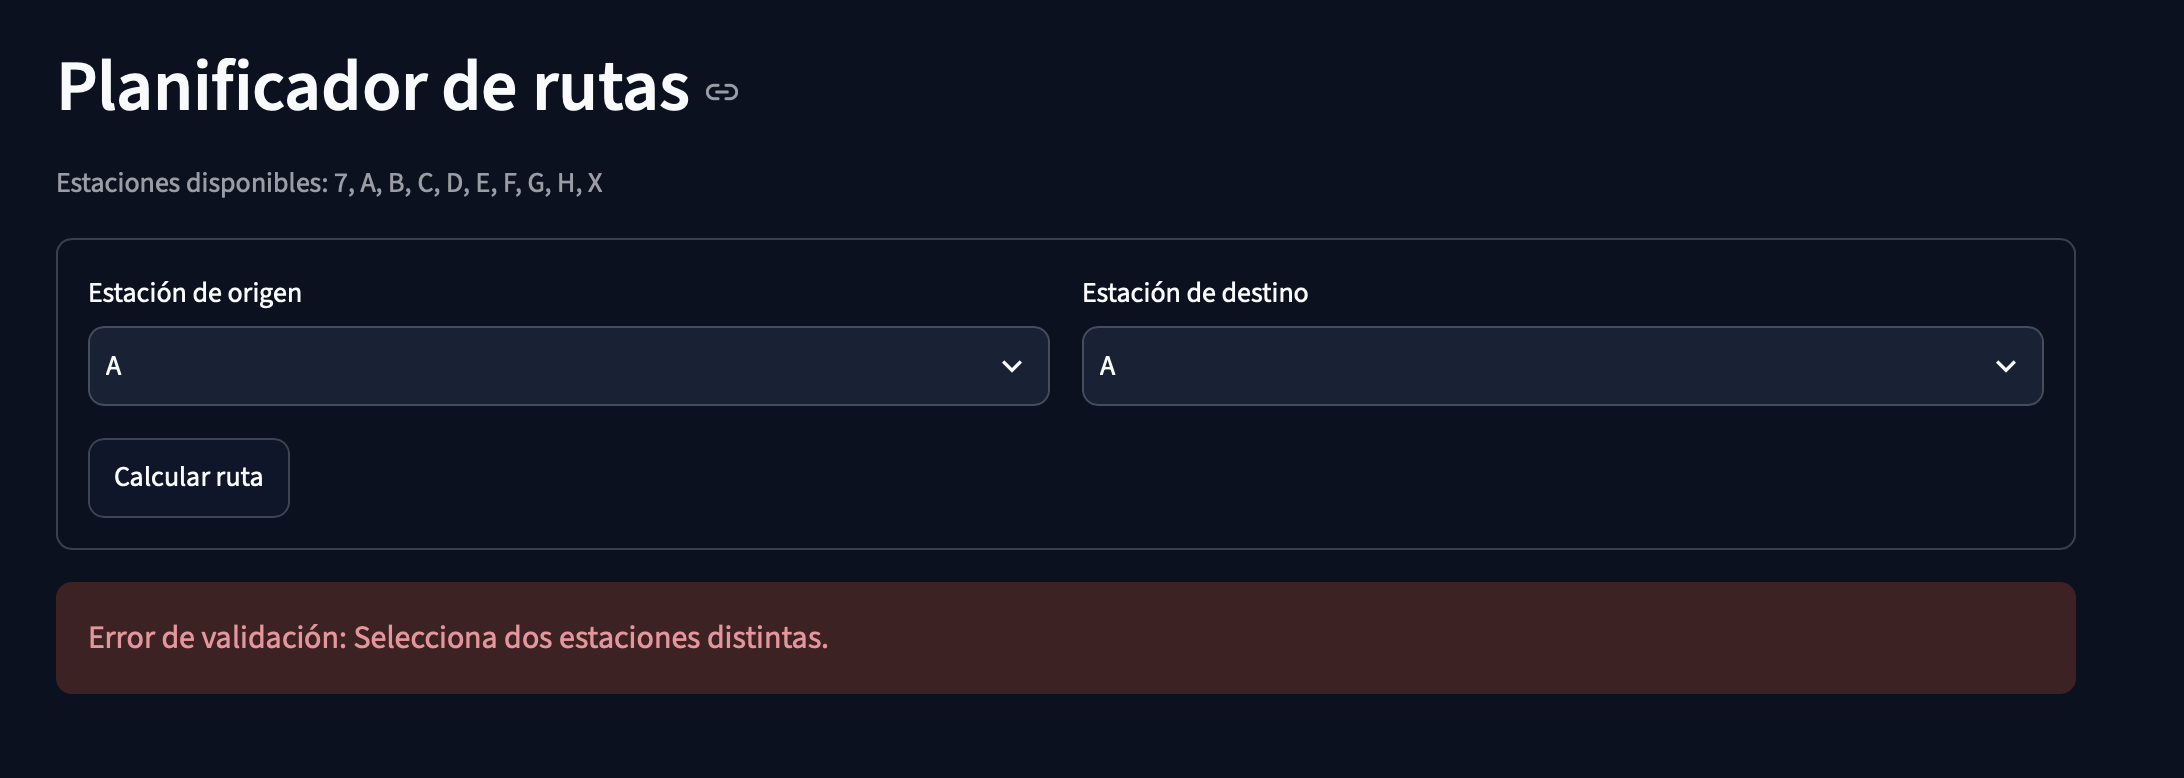 Planificador de rutas
Estaciones disponibles: 7, A, B, C, D, E, F, G, H, X
Estación de origen
Estación de destino
A
A
Calcular ruta
Error de validación: Selecciona dos estaciones distintas.